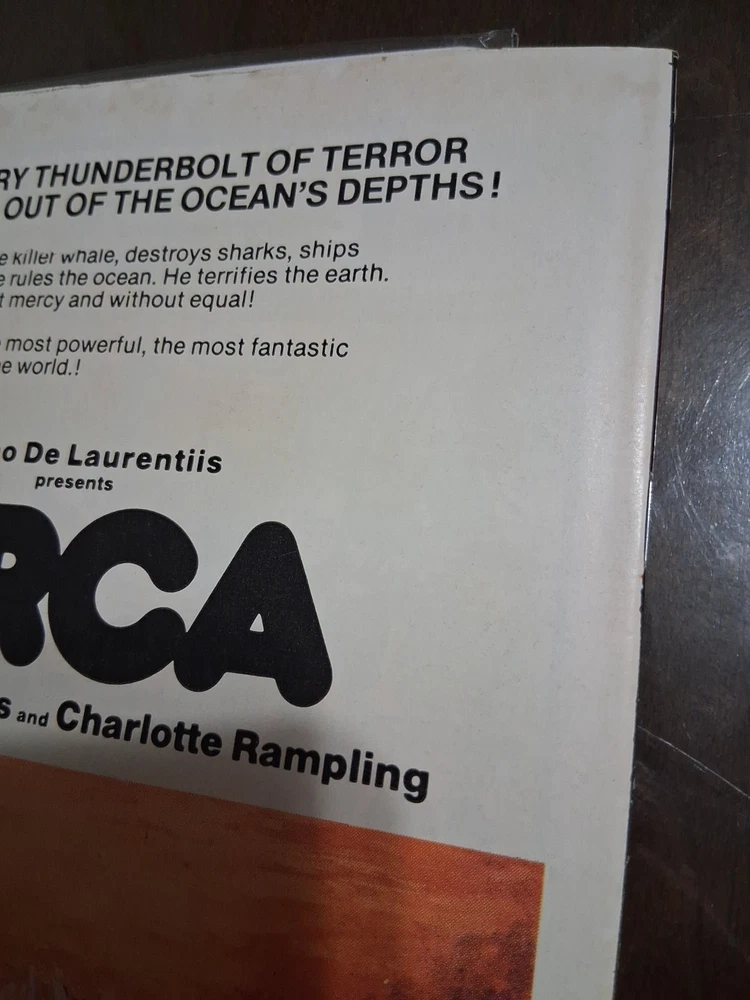 RY THUNDERBOLT OF TERROR
OUT OF THE OCEAN'S DEPTHS!
e killer whale, destroys sharks, ships
e rules the ocean. He terrifies the earth.
t mercy and without equal!
most powerful, the most fantastic
e world.!
o De Laurentiis
presents
RCA
s and Charlotte Rampling